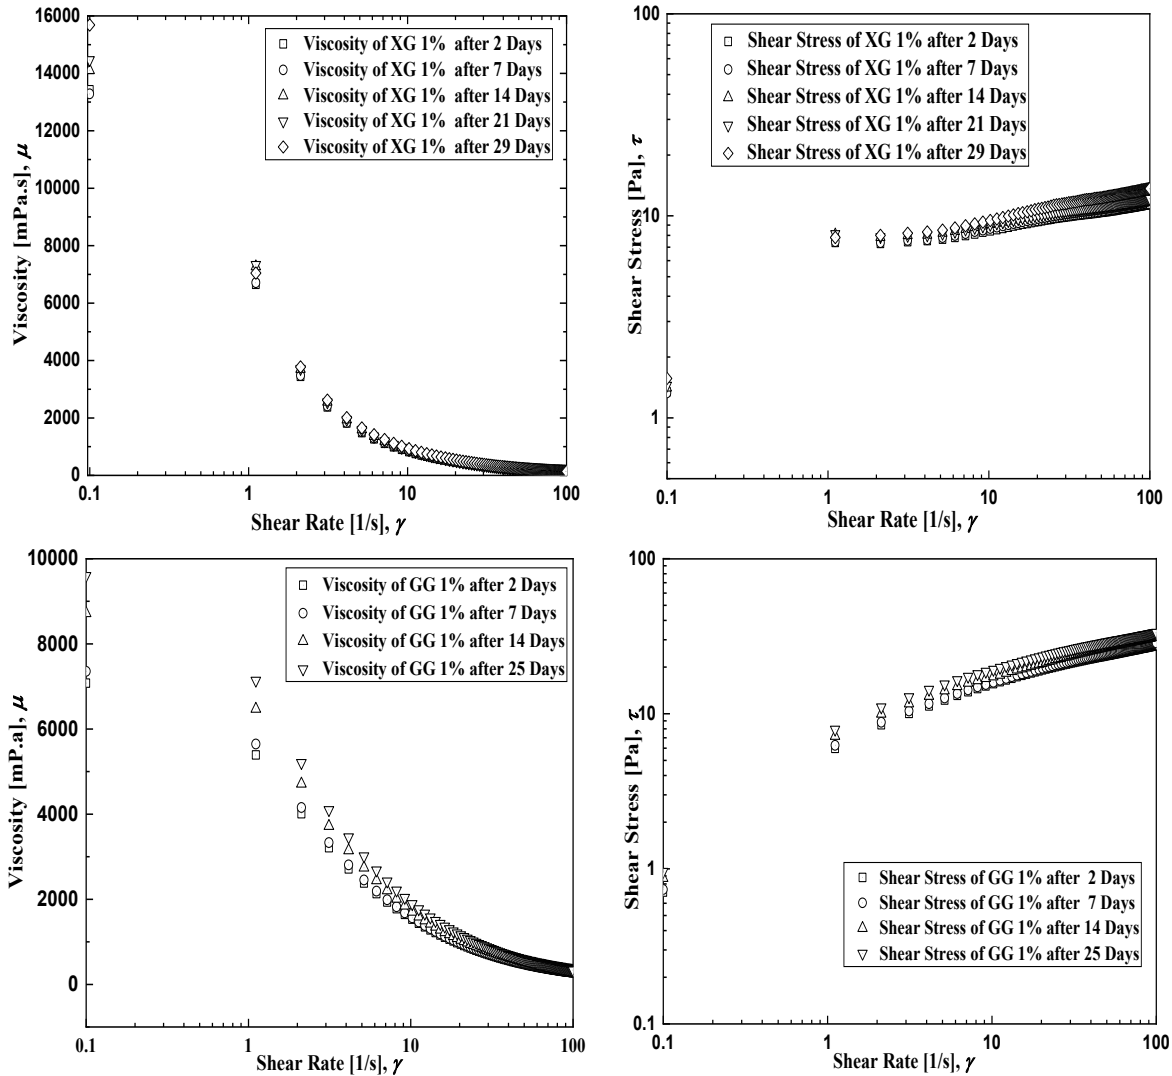 16000
14000
12000
10000
8000
6000
4000
2000
0
Viscosity [mPa.s], μ
Viscosity of XG 1% after 2 Days
Viscosity of XG 1% after 7 Days
Viscosity of XG 1% after 14 Days
Viscosity of XG 1% after 21 Days
Viscosity of XG 1% after 29 Days
0.1 1 10 100
Shear Rate [1/s], γ
100
10
1
Shear Stress [Pa], τ
Shear Stress of XG 1% after 2 Days
Shear Stress of XG 1% after 7 Days
Shear Stress of XG 1% after 14 Days
Shear Stress of XG 1% after 21 Days
Shear Stress of XG 1% after 29 Days
0.1 1 10 100
Shear Rate [1/s], γ
10000
8000
6000
4000
2000
0
Viscosity [mP.a], μ
Viscosity of GG 1% after 2 Days
Viscosity of GG 1% after 7 Days
Viscosity of GG 1% after 14 Days
Viscosity of GG 1% after 25 Days
0.1 1 10 100
Shear Rate [1/s], γ
100
10
1
0.1
Shear Stress [Pa], τ
Shear Stress of GG 1% after 2 Days
Shear Stress of GG 1% after 7 Days
Shear Stress of GG 1% after 14 Days
Shear Stress of GG 1% after 25 Days
0.1 1 10 100
Shear Rate [1/s], γ